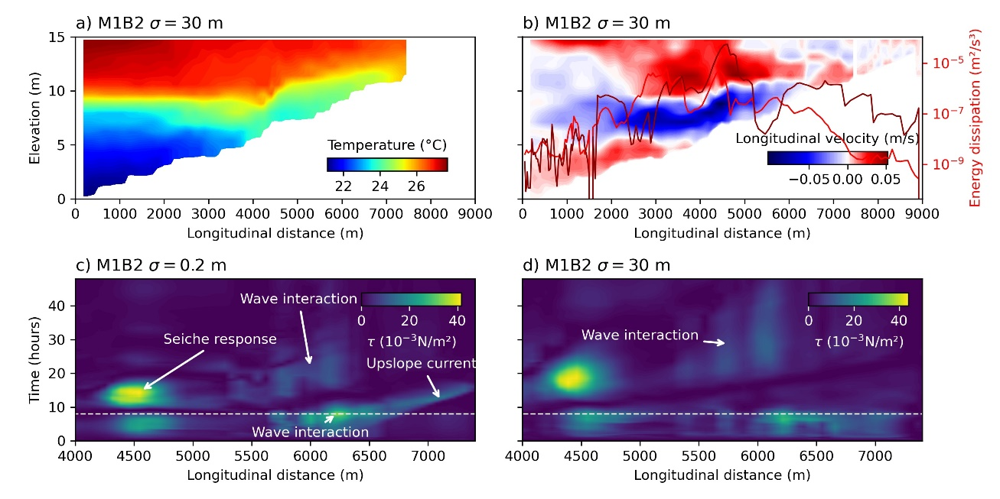 a) M1B2 σ = 30 m
b) M1B2 σ = 30 m
15
10
5
0
Elevation (m)
Temperature (°C)
22 24 26
0 1000 2000 3000 4000 5000 6000 7000 8000 9000
Longitudinal distance (m)
Longitudinal velocity (m/s)
−0.05 0.00 0.05
10⁻⁵
10⁻⁷
10⁻⁹
Energy dissipation (m²/s³)
0 1000 2000 3000 4000 5000 6000 7000 8000 9000
Longitudinal distance (m)
c) M1B2 σ = 0.2 m
d) M1B2 σ = 30 m
40
30
20
10
0
Time (hours)
Wave interaction
0 20 40
τ (10⁻³N/m²)
Seiche response
Upslope current
Wave interaction
4000 4500 5000 5500 6000 6500 7000
Longitudinal distance (m)
0 20 40
τ (10⁻³N/m²)
Wave interaction
4000 4500 5000 5500 6000 6500 7000
Longitudinal distance (m)